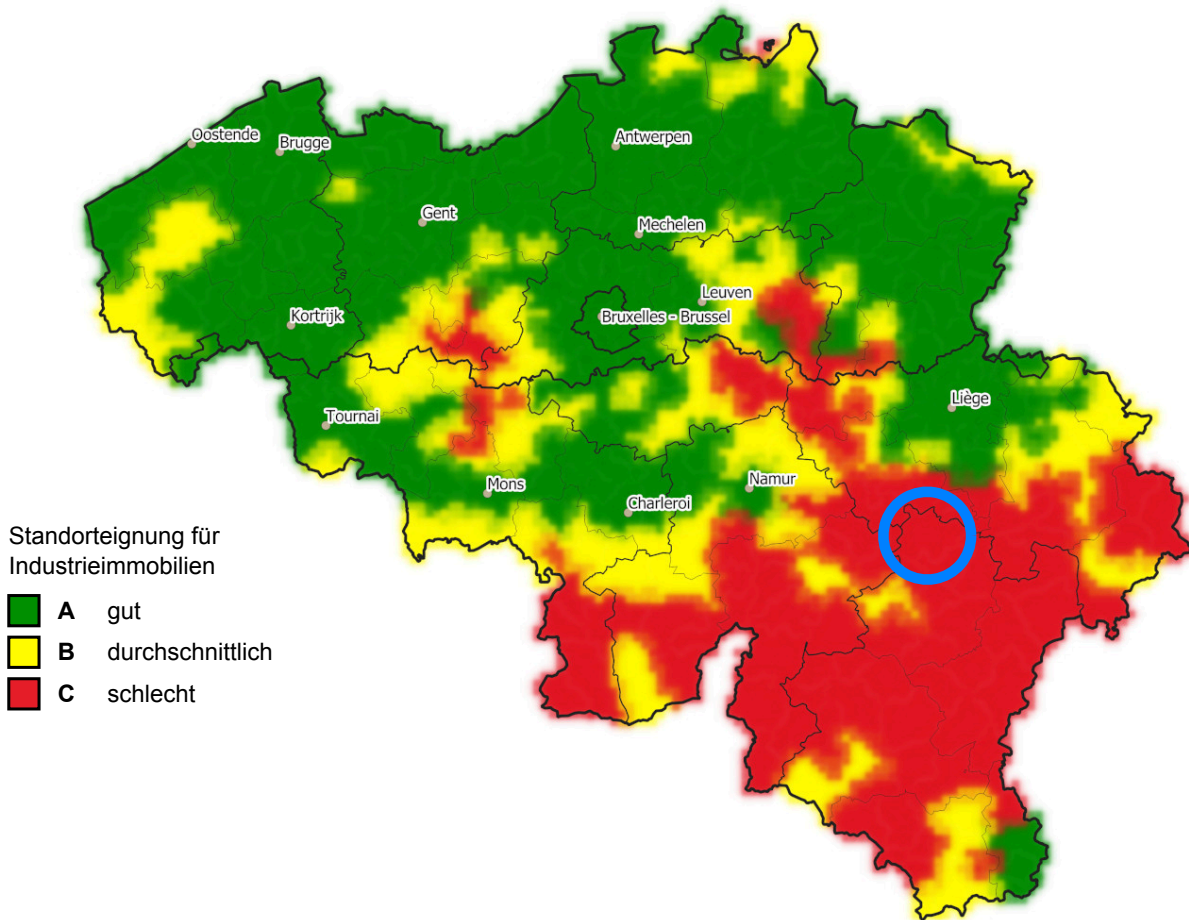 Oostende
Brugge
Antwerpen
Gent
Mechelen
Leuven
Kortrijk
Bruxelles - Brussel
Tournai
Liège
Mons
Namur
Charleroi
Standorteignung für
Industrieimmobilien
A gut
B durchschnittlich
C schlecht